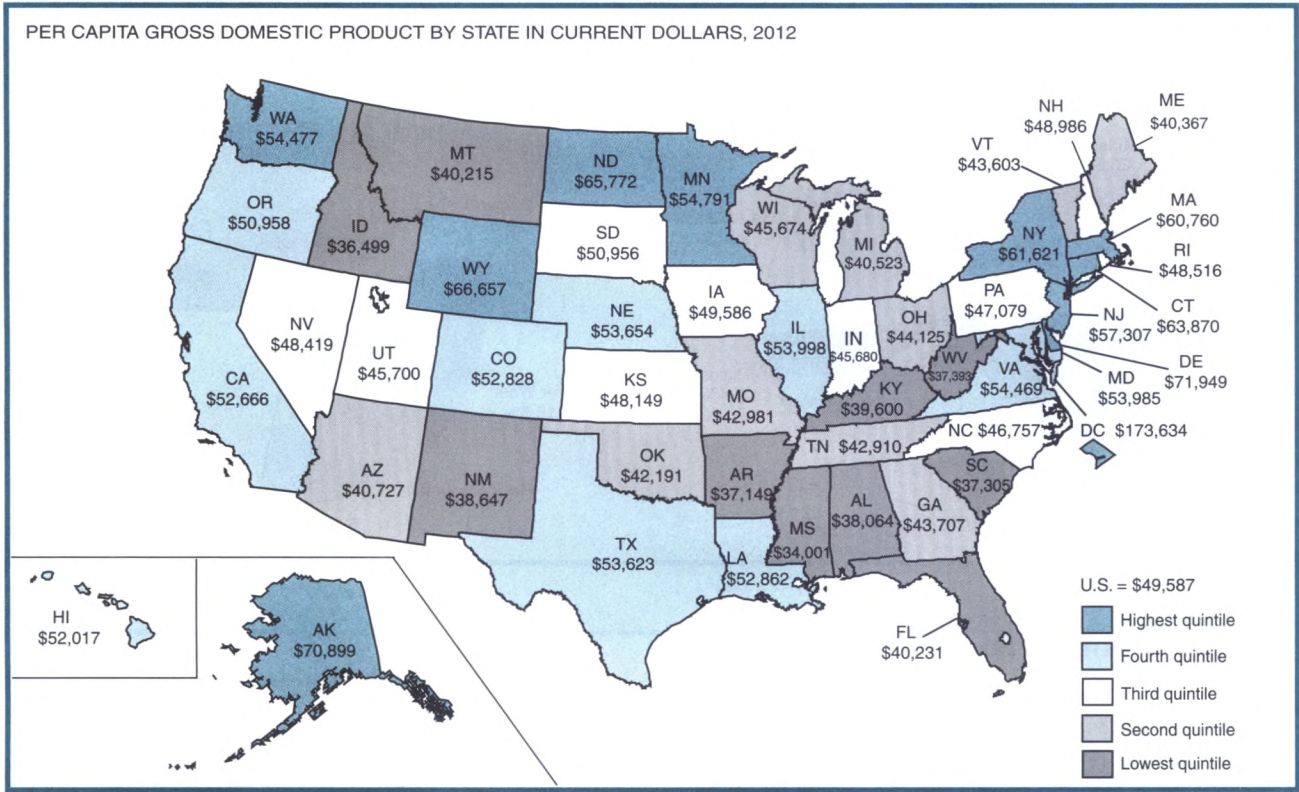 PER CAPITA GROSS DOMESTIC PRODUCT BY STATE IN CURRENT DOLLARS, 2012
WA
$54,477
MT
$40,215
ND
$65,772
MN
$54,791
OR
$50,958
ID
$36,499
WY
$66,657
SD
$50,956
WI
$45,674
MI
$40,523
NY
$61,621
VT
$43,603
NH
$48,986
ME
$40,367
MA
$60,760
RI
$48,516
CT
$63,870
NJ
$57,307
DE
$71,949
MD
$53,985
DC $173,634
PA
$47,079
NV
$48,419
UT
$45,700
CO
$52,828
NE
$53,654
IA
$49,586
IL
$53,998
IN
$45,680
OH
$44,125
WV
$37,393
VA
$54,469
CA
$52,666
KS
$48,149
MO
$42,981
KY
$39,600
NC $46,757
TN $42,910
AZ
$40,727
NM
$38,647
OK
$42,191
AR
$37,149
SC
$37,305
MS
$34,001
AL
$38,064
GA
$43,707
TX
$53,623
LA
$52,862
FL
$40,231
HI
$52,017
AK
$70,899
U.S. = $49,587
Highest quintile
Fourth quintile
Third quintile
Second quintile
Lowest quintile